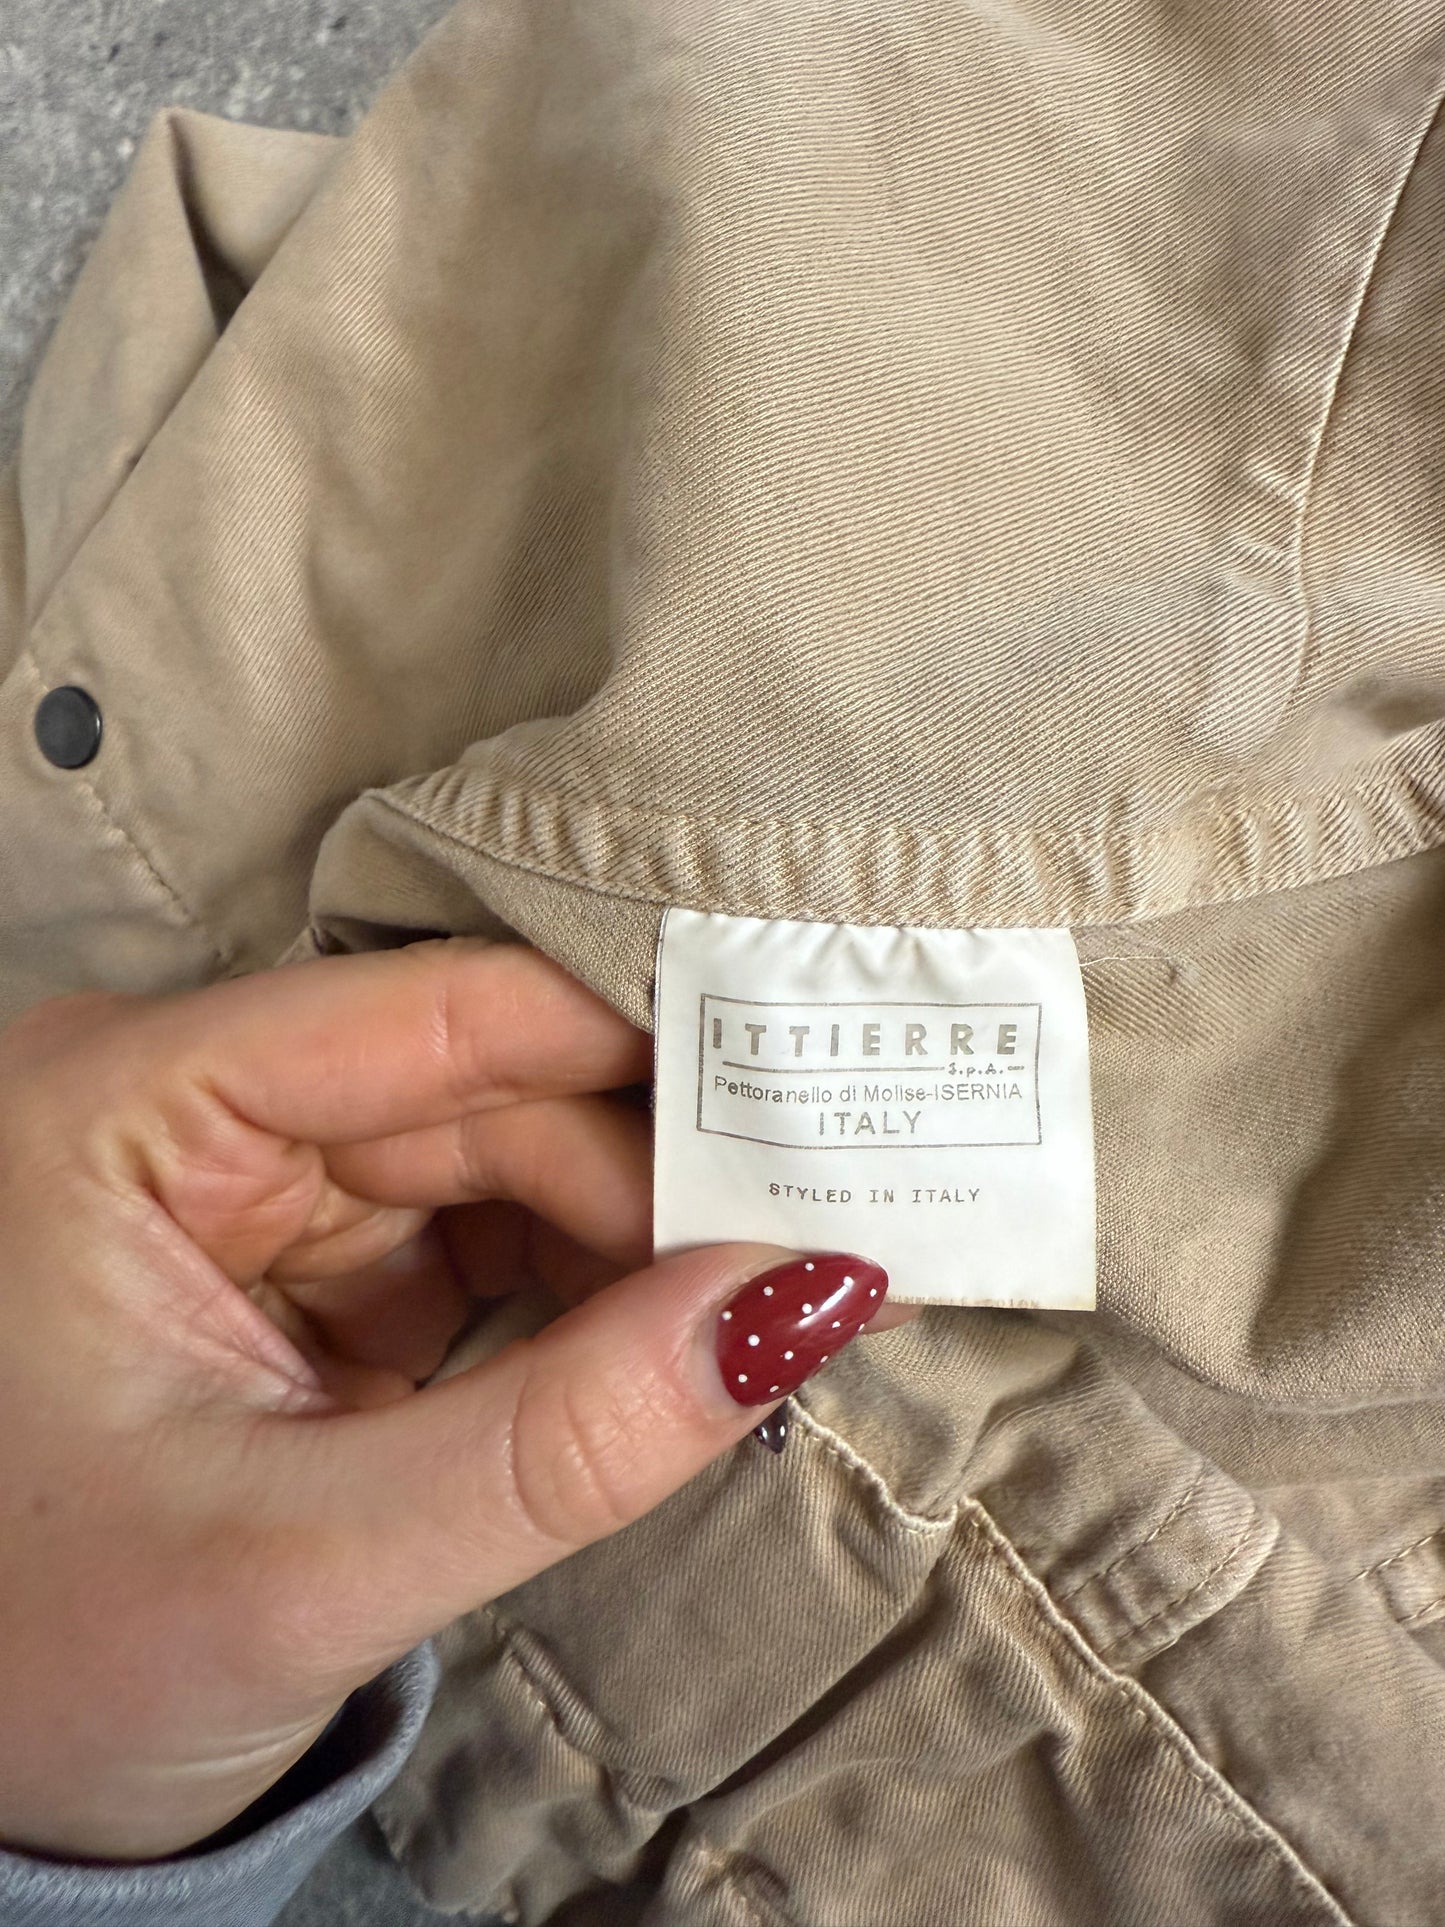 ITTIERRE
S.p.A.
Pettoranello di Molise-ISERNIA
ITALY
STYLED IN ITALY